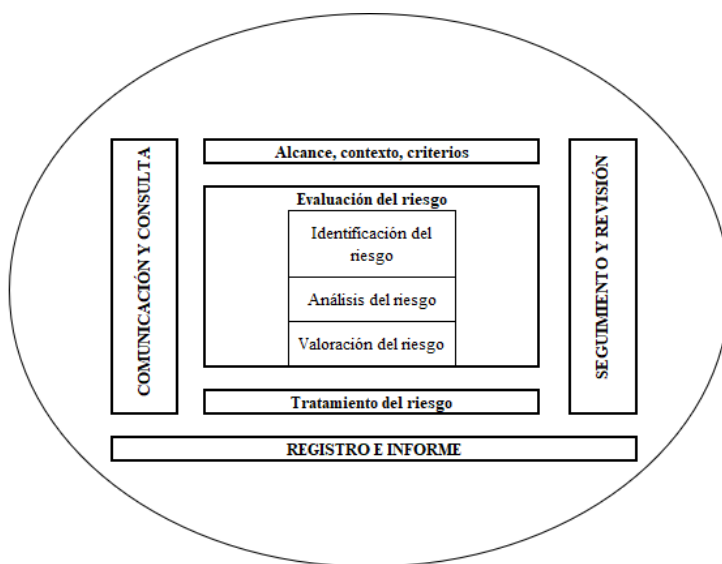 COMUNICACIÓN Y CONSULTA
Alcance, contexto, criterios
Evaluación del riesgo
Identificación del
riesgo
Análisis del riesgo
Valoración del riesgo
Tratamiento del riesgo
SEGUIMIENTO Y REVISIÓN
REGISTRO E INFORME